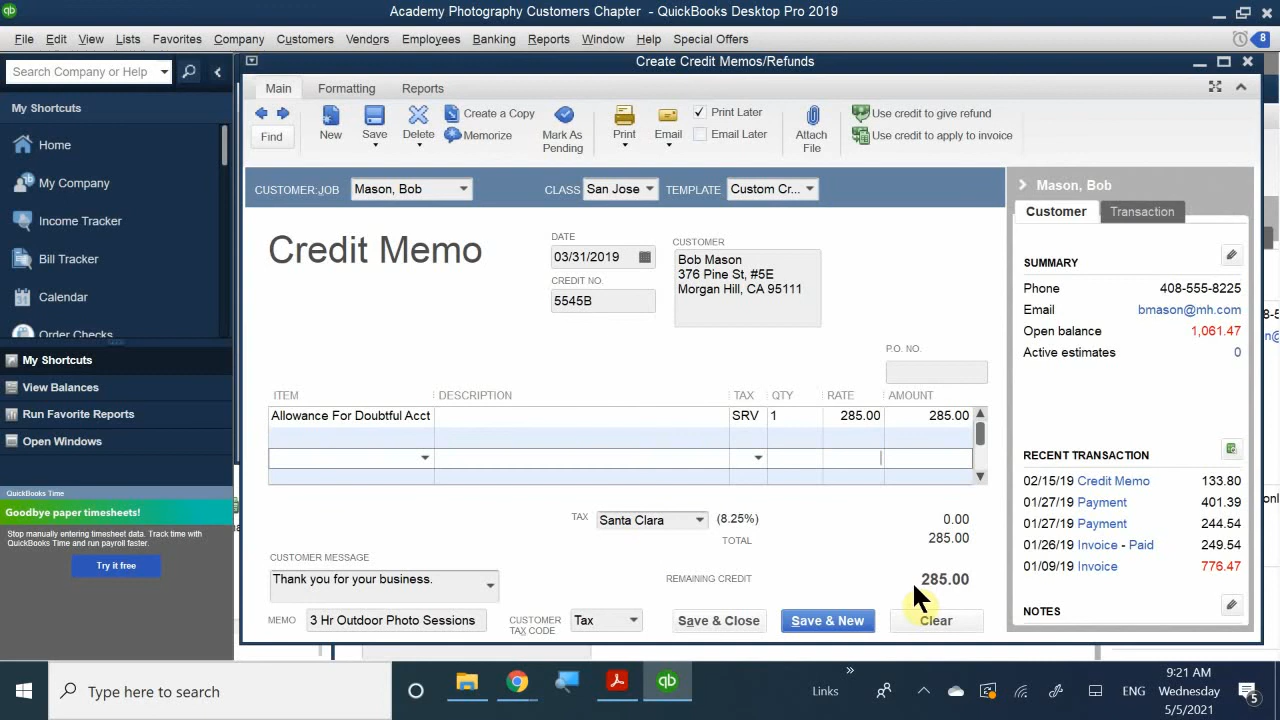 Academy Photography Customers Chapter - QuickBooks Desktop Pro 2019
File Edit View Lists Favorites Company Customers Vendors Employees Banking Reports Window Help Special Offers 8
Search Company or Help
My Shortcuts
Home
My Company
Income Tracker
Bill Tracker
Calendar
Order Checks
My Shortcuts
View Balances
Run Favorite Reports
Open Windows
QuickBooks Time
Goodbye paper timesheets!
Stop manually entering timesheet data. Track time with
QuickBooks Time and run payroll faster.
Try it free
Create Credit Memos/Refunds
Main Formatting Reports
Find
New
Save
Delete
Create a Copy
Memorize
Mark As
Pending
Print
Email
Print Later
Email Later
Attach
File
Use credit to give refund
Use credit to apply to invoice
CUSTOMER:JOB Mason, Bob CLASS San Jose TEMPLATE Custom Cr...
Credit Memo
DATE
03/31/2019
CREDIT NO.
5545B
CUSTOMER
Bob Mason
376 Pine St, #5E
Morgan Hill, CA 95111
P.O. NO.
ITEM DESCRIPTION TAX QTY RATE AMOUNT
Allowance For Doubtful Acct SRV 1 285.00 285.00
TAX Santa Clara (8.25%) 0.00
TOTAL 285.00
CUSTOMER MESSAGE
Thank you for your business.
REMAINING CREDIT 285.00
MEMO 3 Hr Outdoor Photo Sessions
CUSTOMER
TAX CODE
Tax
Save & Close Save & New Clear
Mason, Bob
Customer Transaction
SUMMARY
Phone 408-555-8225
Email bmason@mh.com
Open balance 1,061.47
Active estimates 0
RECENT TRANSACTION
02/15/19 Credit Memo 133.80
01/27/19 Payment 401.39
01/27/19 Payment 244.54
01/26/19 Invoice - Paid 249.54
01/09/19 Invoice 776.47
NOTES
Type here to search
Links
ENG
9:21 AM
Wednesday
5/5/2021
5